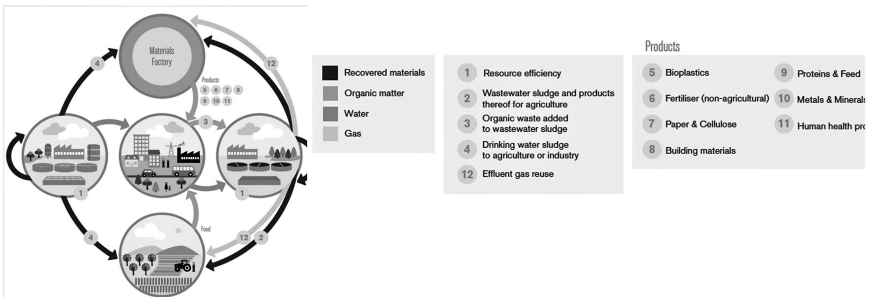 Materials
Factory
4
12
Products
5 6 7 8
9 10 11
3
1
1
4
Food
12 2
Recovered materials
Organic matter
Water
Gas
1 Resource efficiency
2 Wastewater sludge and products
thereof for agriculture
3 Organic waste added
to wastewater sludge
4 Drinking water sludge
to agriculture or industry
12 Effluent gas reuse
Products
5 Bioplastics
6 Fertiliser (non-agricultural)
7 Paper & Cellulose
8 Building materials
9 Proteins & Feed
10 Metals & Minerals
11 Human health